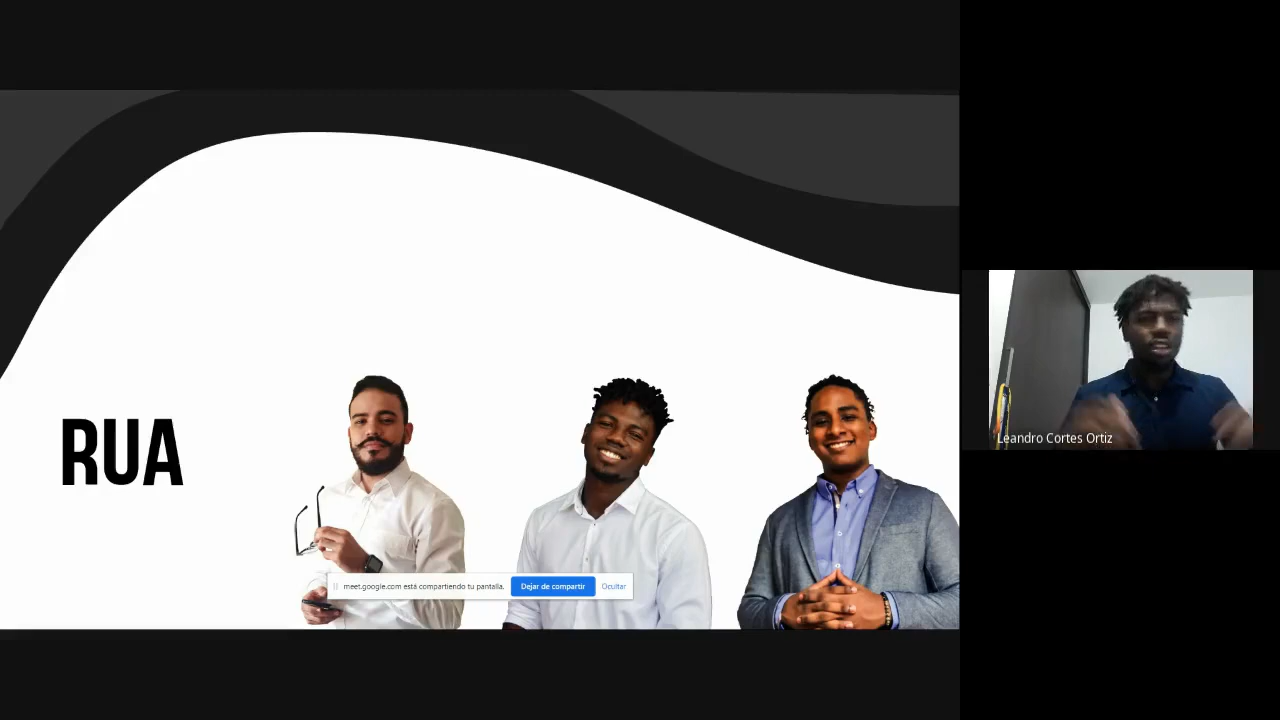 RUA
meet.google.com está compartiendo tu pantalla.
Dejar de compartir
Ocultar
Leandro Cortes Ortiz